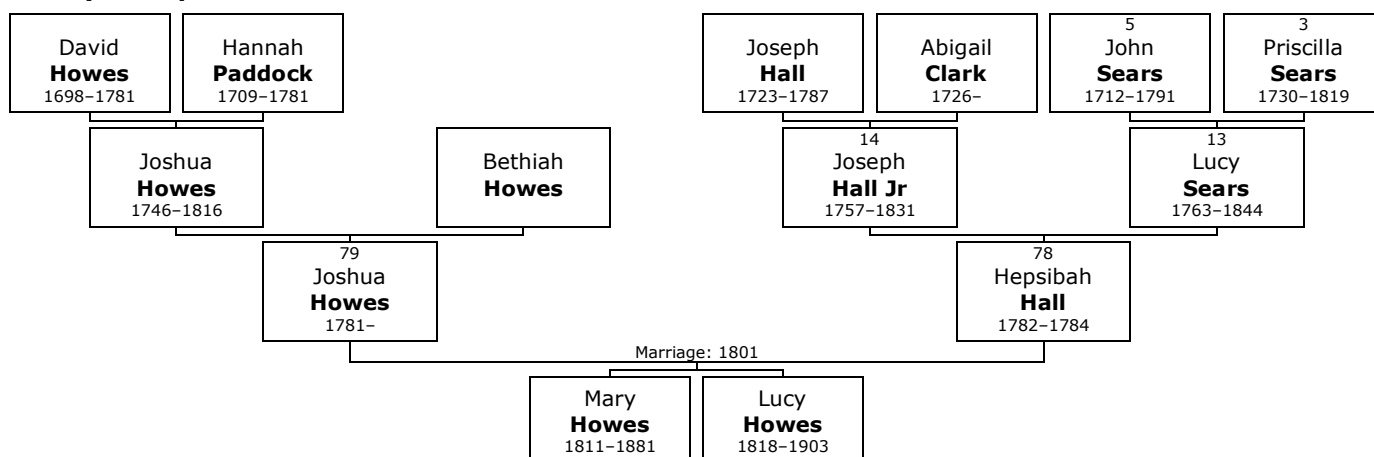 David
Howes
1698–1781
Hannah
Paddock
1709–1781
Joseph
Hall
1723–1787
Abigail
Clark
1726–
5
John
Sears
1712–1791
3
Priscilla
Sears
1730–1819
Joshua
Howes
1746–1816
Bethiah
Howes
14
Joseph
Hall Jr
1757–1831
13
Lucy
Sears
1763–1844
79
Joshua
Howes
1781–
78
Hepsibah
Hall
1782–1784
Marriage: 1801
Mary
Howes
1811–1881
Lucy
Howes
1818–1903